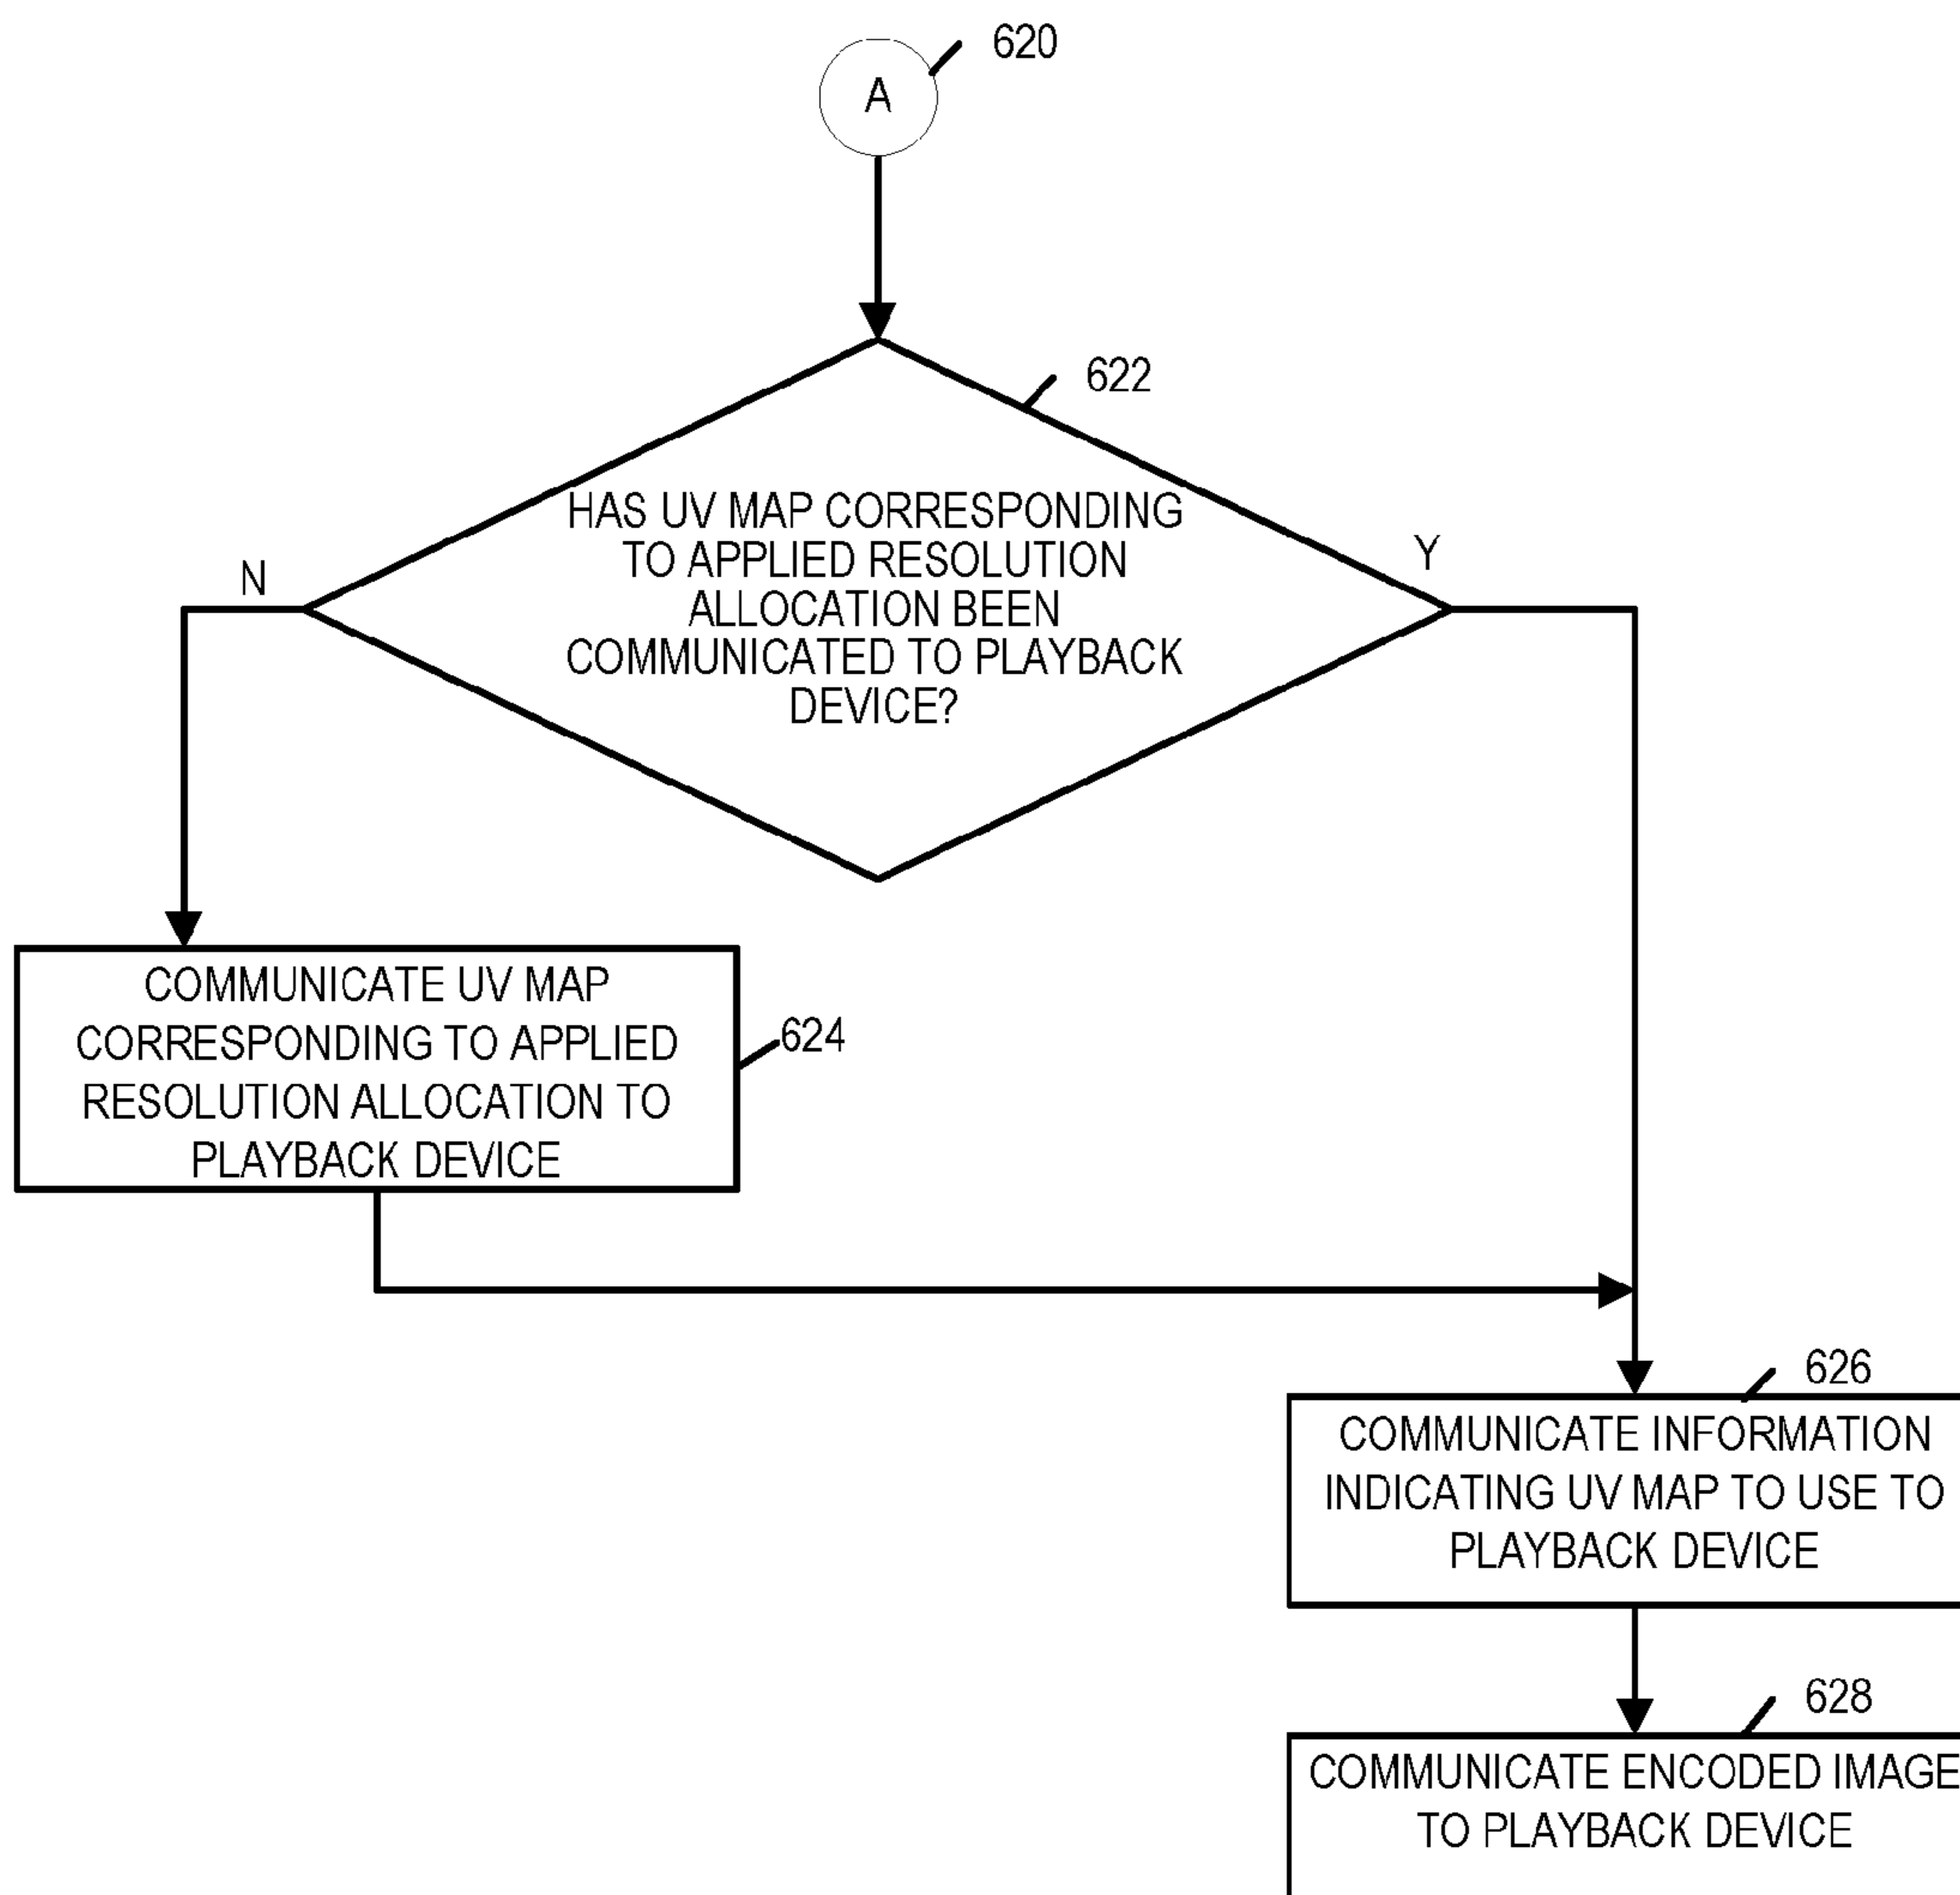 620
A
622
HAS UV MAP CORRESPONDING
TO APPLIED RESOLUTION
ALLOCATION BEEN
COMMUNICATED TO PLAYBACK
DEVICE?
N
Y
COMMUNICATE UV MAP
CORRESPONDING TO APPLIED
RESOLUTION ALLOCATION TO
PLAYBACK DEVICE
624
626
COMMUNICATE INFORMATION
INDICATING UV MAP TO USE TO
PLAYBACK DEVICE
628
COMMUNICATE ENCODED IMAGE
TO PLAYBACK DEVICE